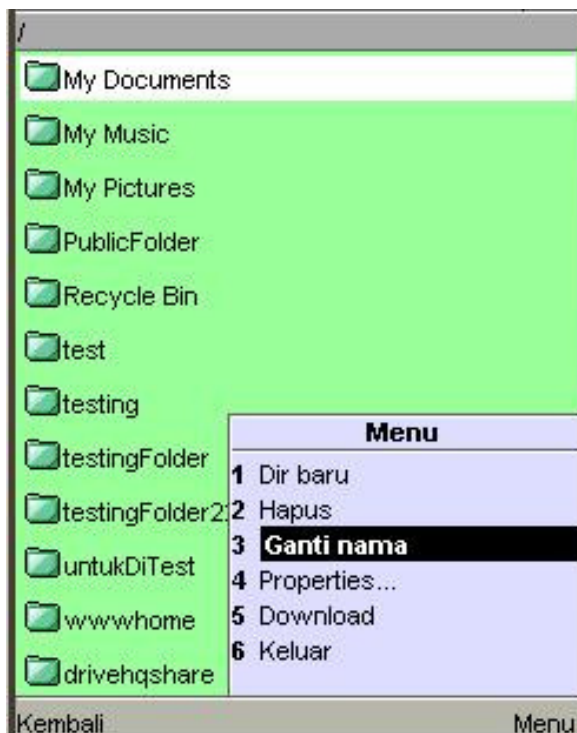 /
My Documents
My Music
My Pictures
PublicFolder
Recycle Bin
test
testing
testingFolder
testingFolder2
untukDiTest
wwwhome
drivehqshare
Menu
1 Dir baru
2 Hapus
3 Ganti nama
4 Properties...
5 Download
6 Keluar
Kembali
Menu